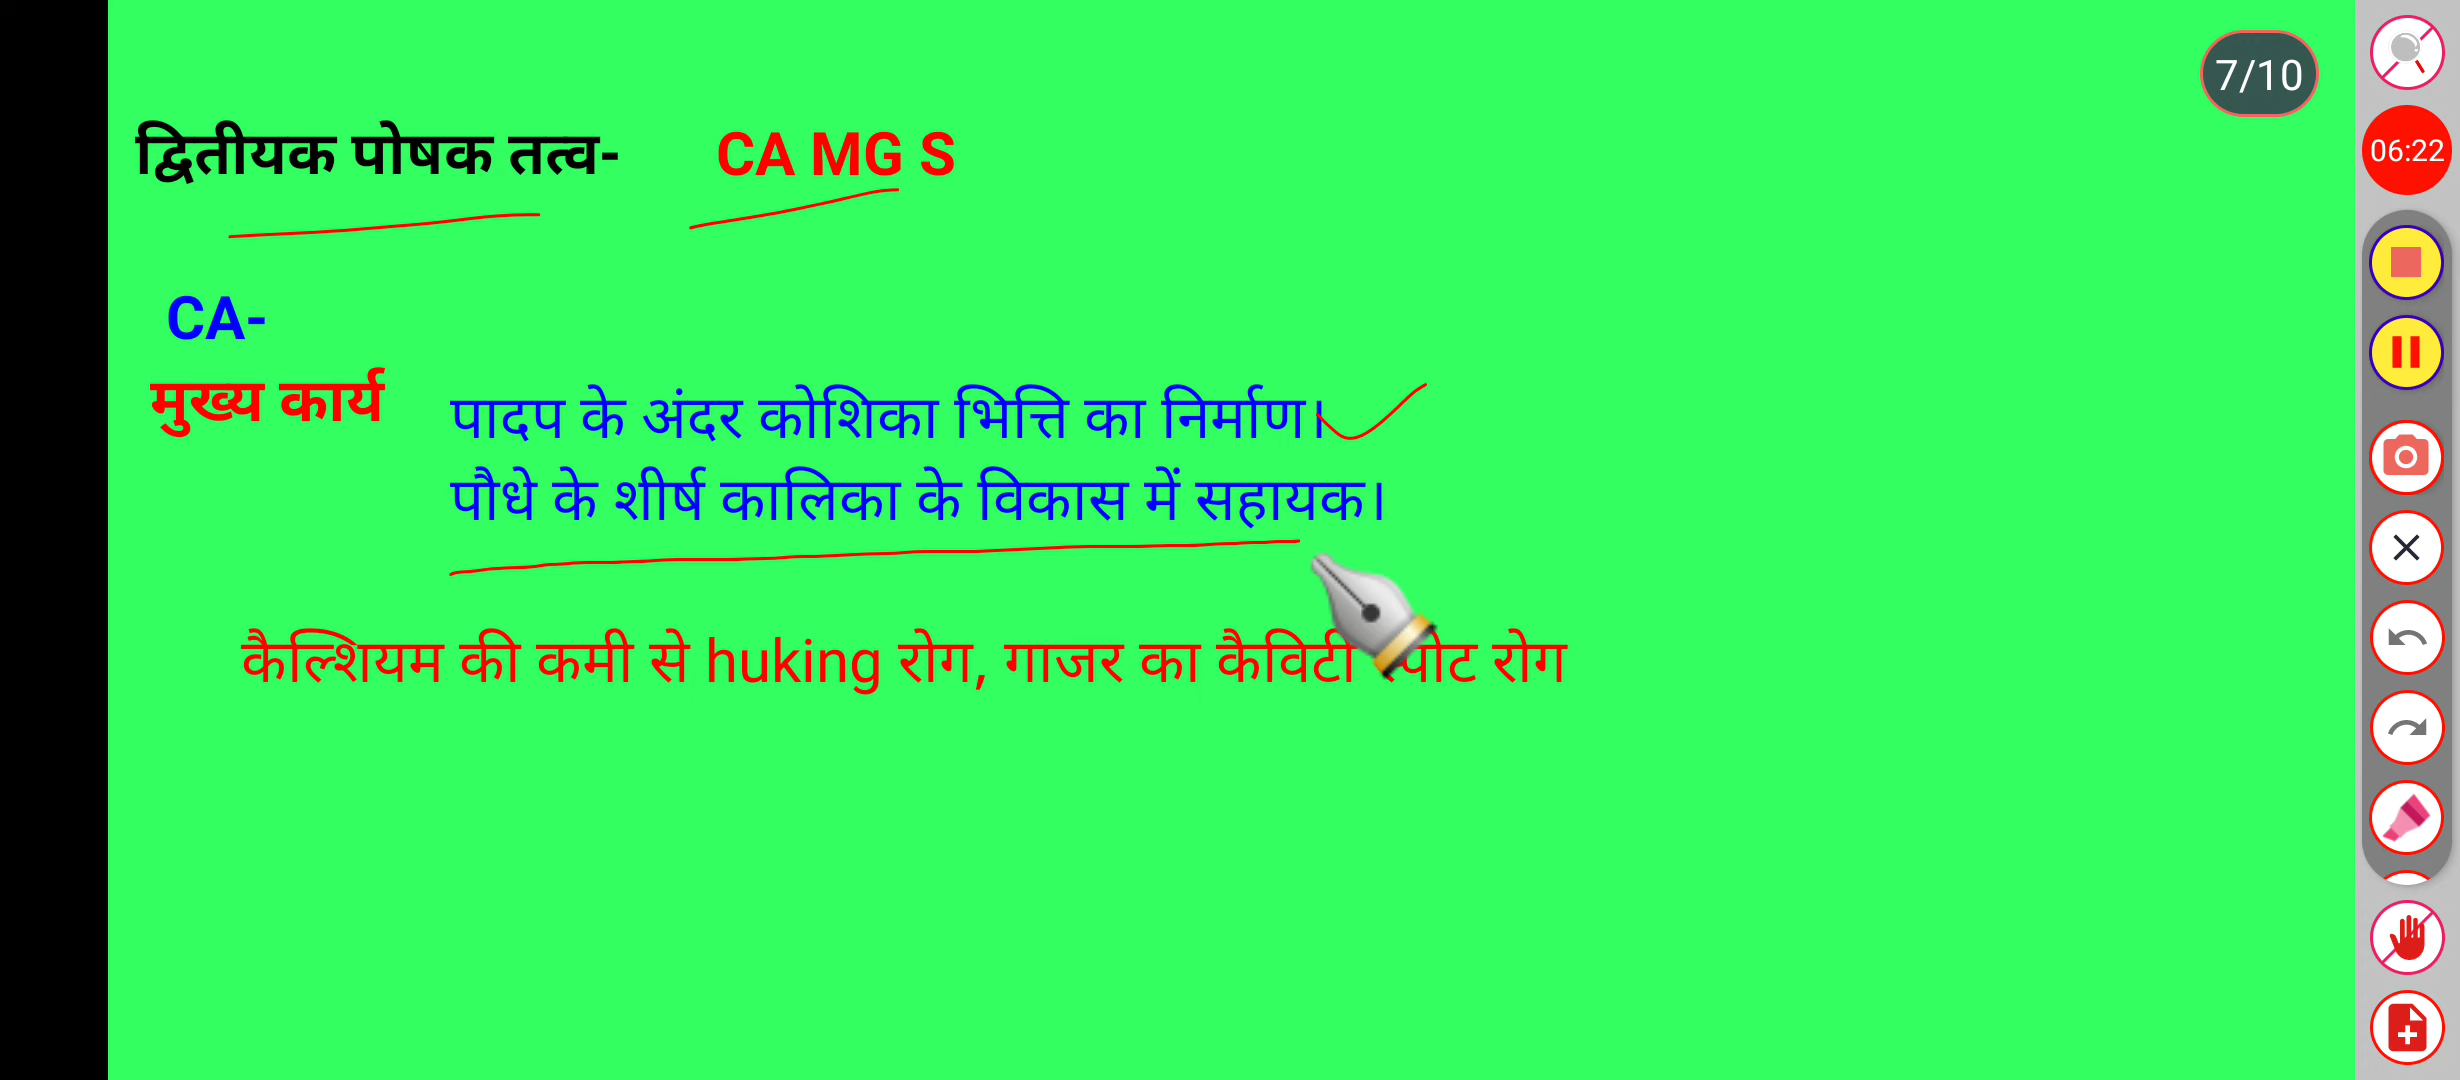 7/10
06:22
द्वितीयक पोषक तत्व- CA MG S
CA-
मुख्य कार्य
पादप के अंदर कोशिका भित्ति का निर्माण।
पौधे के शीर्ष कालिका के विकास में सहायक।
कैल्शियम की कमी से huking रोग, गाजर का कैविटी रोग